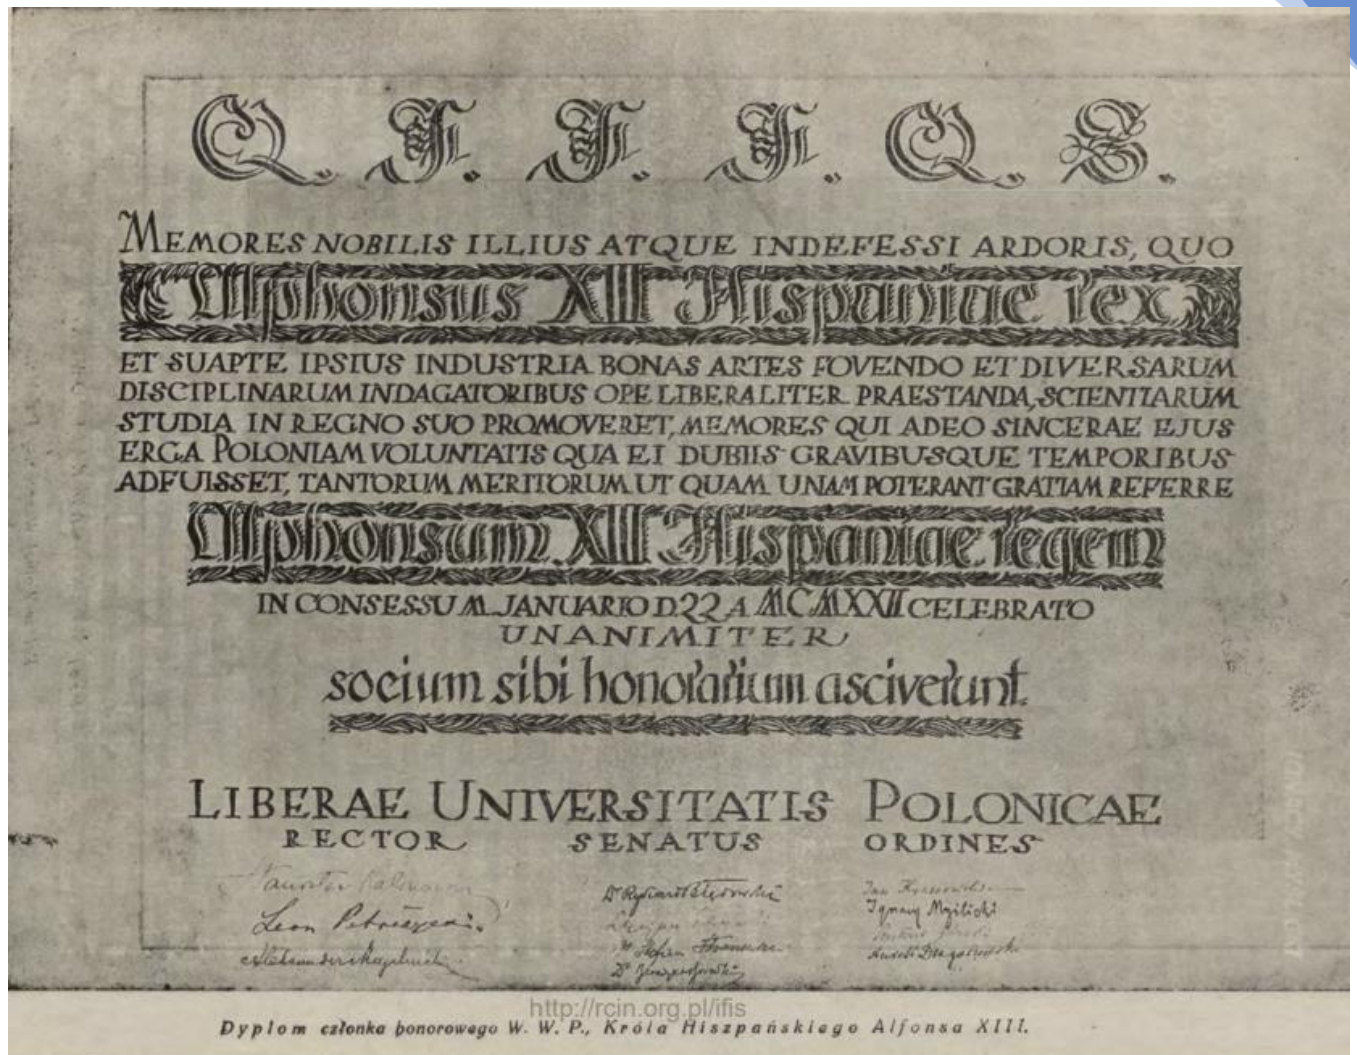 Q. F. F. F. Q. S.
MEMORES NOBILIS ILLIUS ATQUE INDEFESSI ARDORIS, QUO
Alphonsus XIII Hispaniae rex
ET SUAPTE IPSIUS INDUSTRIA BONAS ARTES FOVENDO ET DIVERSARUM
DISCIPLINARUM INDAGATORIBUS OPE LIBERALITER PRAESTANDA, SCIENTIARUM
STUDIA IN REGNO SUO PROMOVERET, MEMORES QUI ADEO SINCERAE EJUS
ERGA POLONIAM VOLUNTATIS QUA EI DUBIIS GRAVIBUSQUE TEMPORIBUS
ADFUISSET, TANTORUM MERITORUM UT QUAM UNAM POTERANT GRATIAM REFERRE
Alphonsum XIII Hispaniae regem
IN CONSESSU M. JANUARIO D. 22 A MCMXXII CELEBRATO
UNANIMITER
socium sibi honorarium asciverunt.
LIBERAE UNIVERSITATIS POLONICAE
RECTOR SENATUS ORDINES
Leon
Ignacy Myślicki
Dr Stefan
Dr
http://rcin.org.pl/ifis
Dyplom członka honorowego W. W. P., Króla Hiszpańskiego Alfonsa XIII.